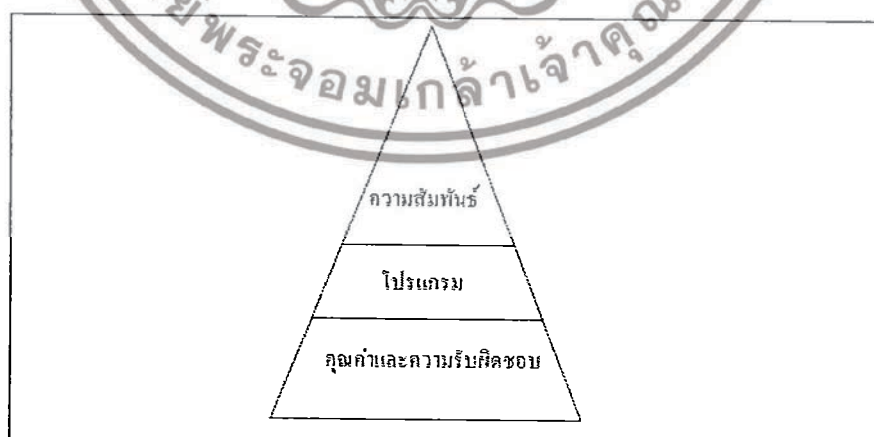 ยพระจอมเกล้าเจ้าคุณ
ความสัมพันธ์
โปรแกรม
คุณค่าและความรับผิดชอบ